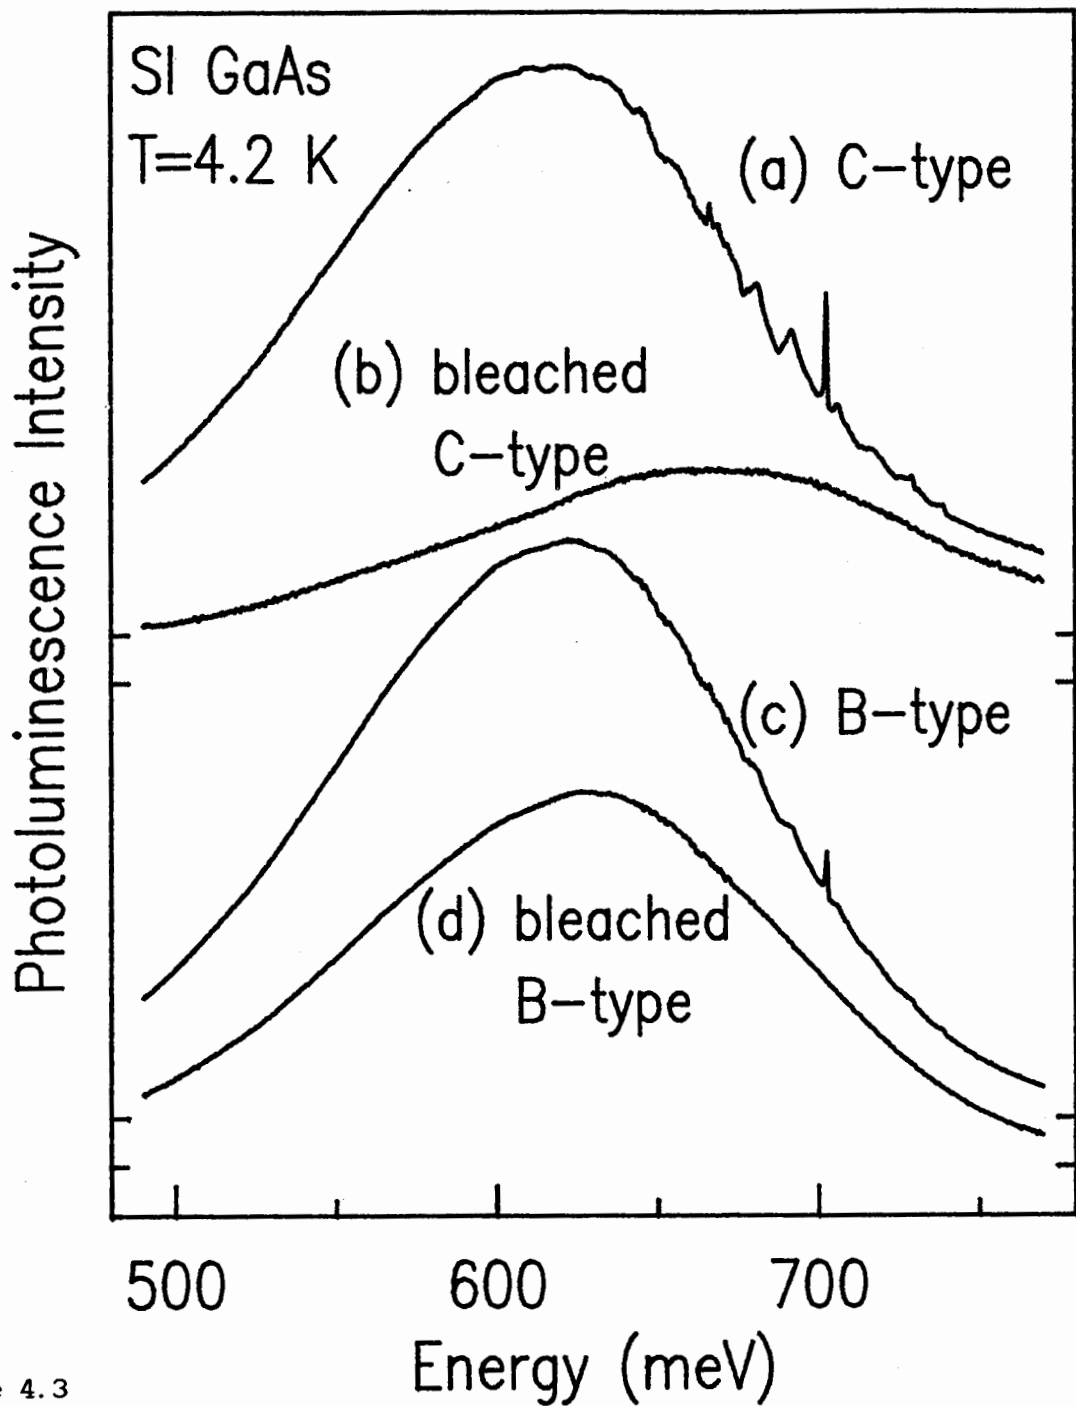 SI GaAs
T=4.2 K
(a) C-type
(b) bleached
C-type
(c) B-type
(d) bleached
B-type
Photoluminescence Intensity
500 600 700
Energy (meV)
4.3